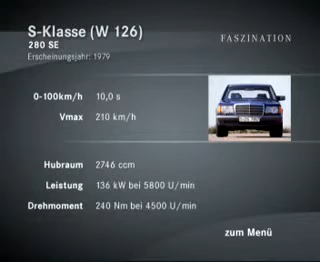 S-Klasse (W 126)
280 SE
Erscheinungsjahr: 1979
FASZINATION
0-100km/h 10,0 s
Vmax 210 km/h
Hubraum 2746 ccm
Leistung 136 kW bei 5800 U/min
Drehmoment 240 Nm bei 4500 U/min
zum Menü